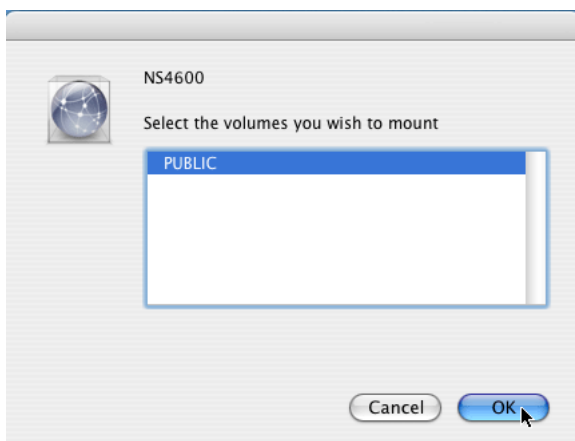 NS4600
Select the volumes you wish to mount
PUBLIC
Cancel
OK